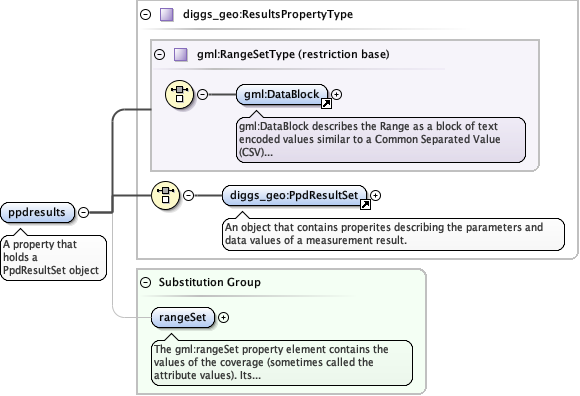 diggs_geo:ResultsPropertyType
gml:RangeSetType (restriction base)
gml:DataBlock
gml:DataBlock describes the Range as a block of text
encoded values similar to a Common Separated Value
(CSV)...
ppdresults
A property that
holds a
PpdResultSet object
diggs_geo:PpdResultSet
An object that contains properites describing the parameters and
data values of a measurement result.
Substitution Group
rangeSet
The gml:rangeSet property element contains the
values of the coverage (sometimes called the
attribute values). Its...